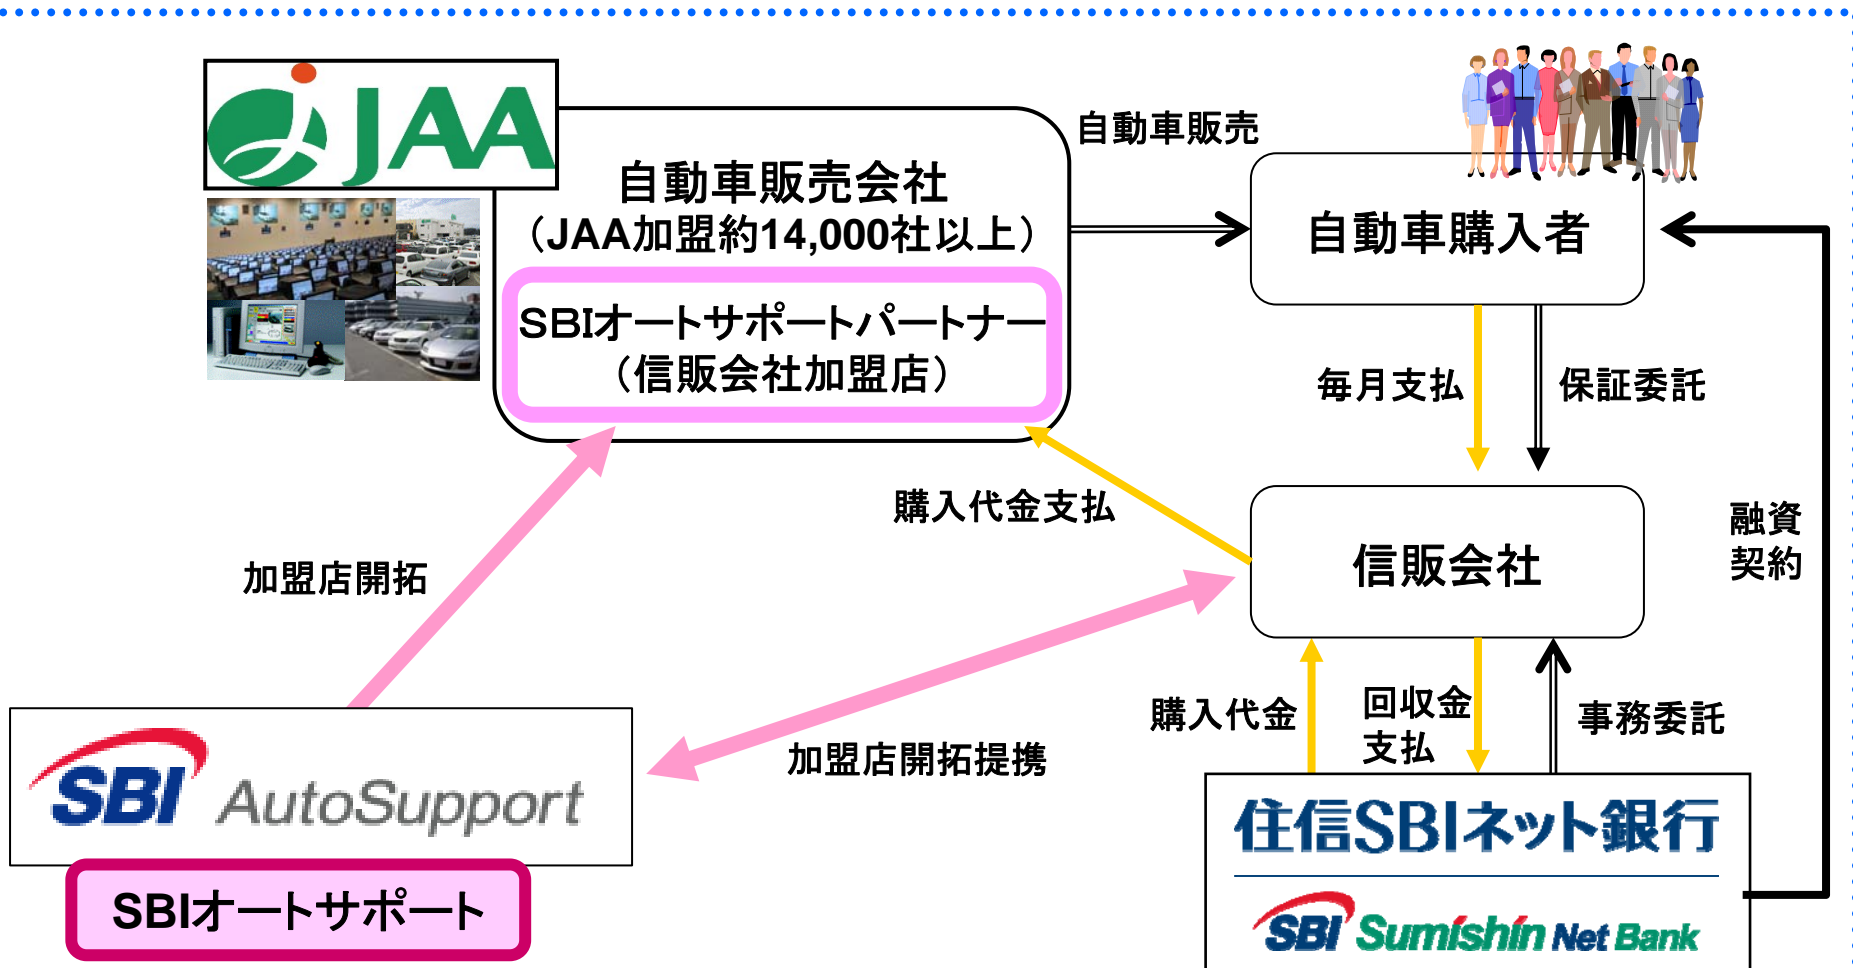 JAA
自動車販売会社
（JAA加盟約14,000社以上）
SBIオートサポートパートナー
（信販会社加盟店）
自動車販売
自動車購入者
毎月支払
保証委託
購入代金支払
信販会社
融資
契約
加盟店開拓
加盟店開拓提携
購入代金
回収金
支払
事務委託
SBI AutoSupport
SBIオートサポート
住信SBIネット銀行
SBI Sumishin Net Bank